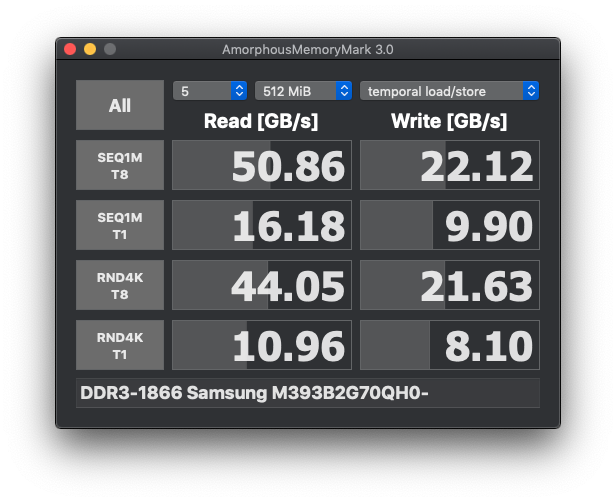 AmorphousMemoryMark 3.0
All
5
512 MiB
temporal load/store
Read [GB/s]
Write [GB/s]
SEQ1M
T8
50.86
22.12
SEQ1M
T1
16.18
9.90
RND4K
T8
44.05
21.63
RND4K
T1
10.96
8.10
DDR3-1866 Samsung M393B2G70QH0-